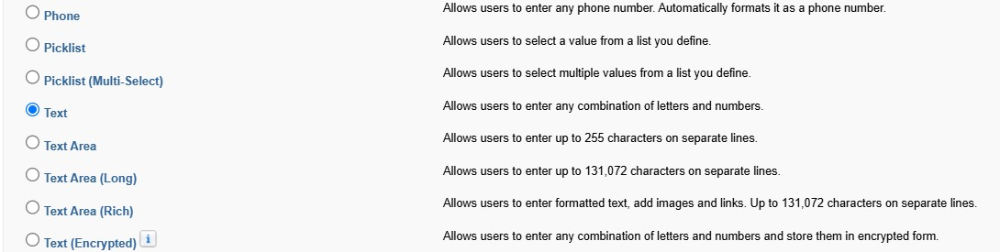 Phone Allows users to enter any phone number. Automatically formats it as a phone number.
Picklist Allows users to select a value from a list you define.
Picklist (Multi-Select) Allows users to select multiple values from a list you define.
Text Allows users to enter any combination of letters and numbers.
Text Area Allows users to enter up to 255 characters on separate lines.
Text Area (Long) Allows users to enter up to 131,072 characters on separate lines.
Text Area (Rich) Allows users to enter formatted text, add images and links. Up to 131,072 characters on separate lines.
Text (Encrypted) i Allows users to enter any combination of letters and numbers and store them in encrypted form.